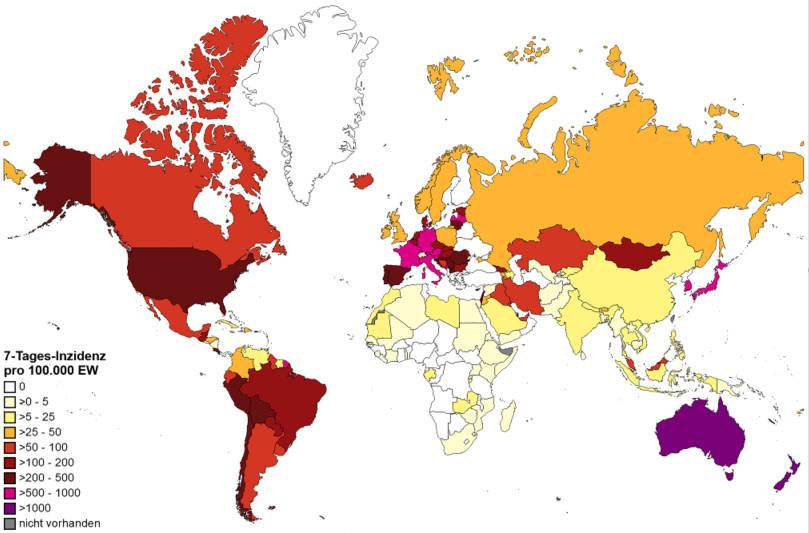 7-Tages-Inzidenz
pro 100.000 EW
0
>0 - 5
>5 - 25
>25 - 50
>50 - 100
>100 - 200
>200 - 500
>500 - 1000
>1000
nicht vorhanden